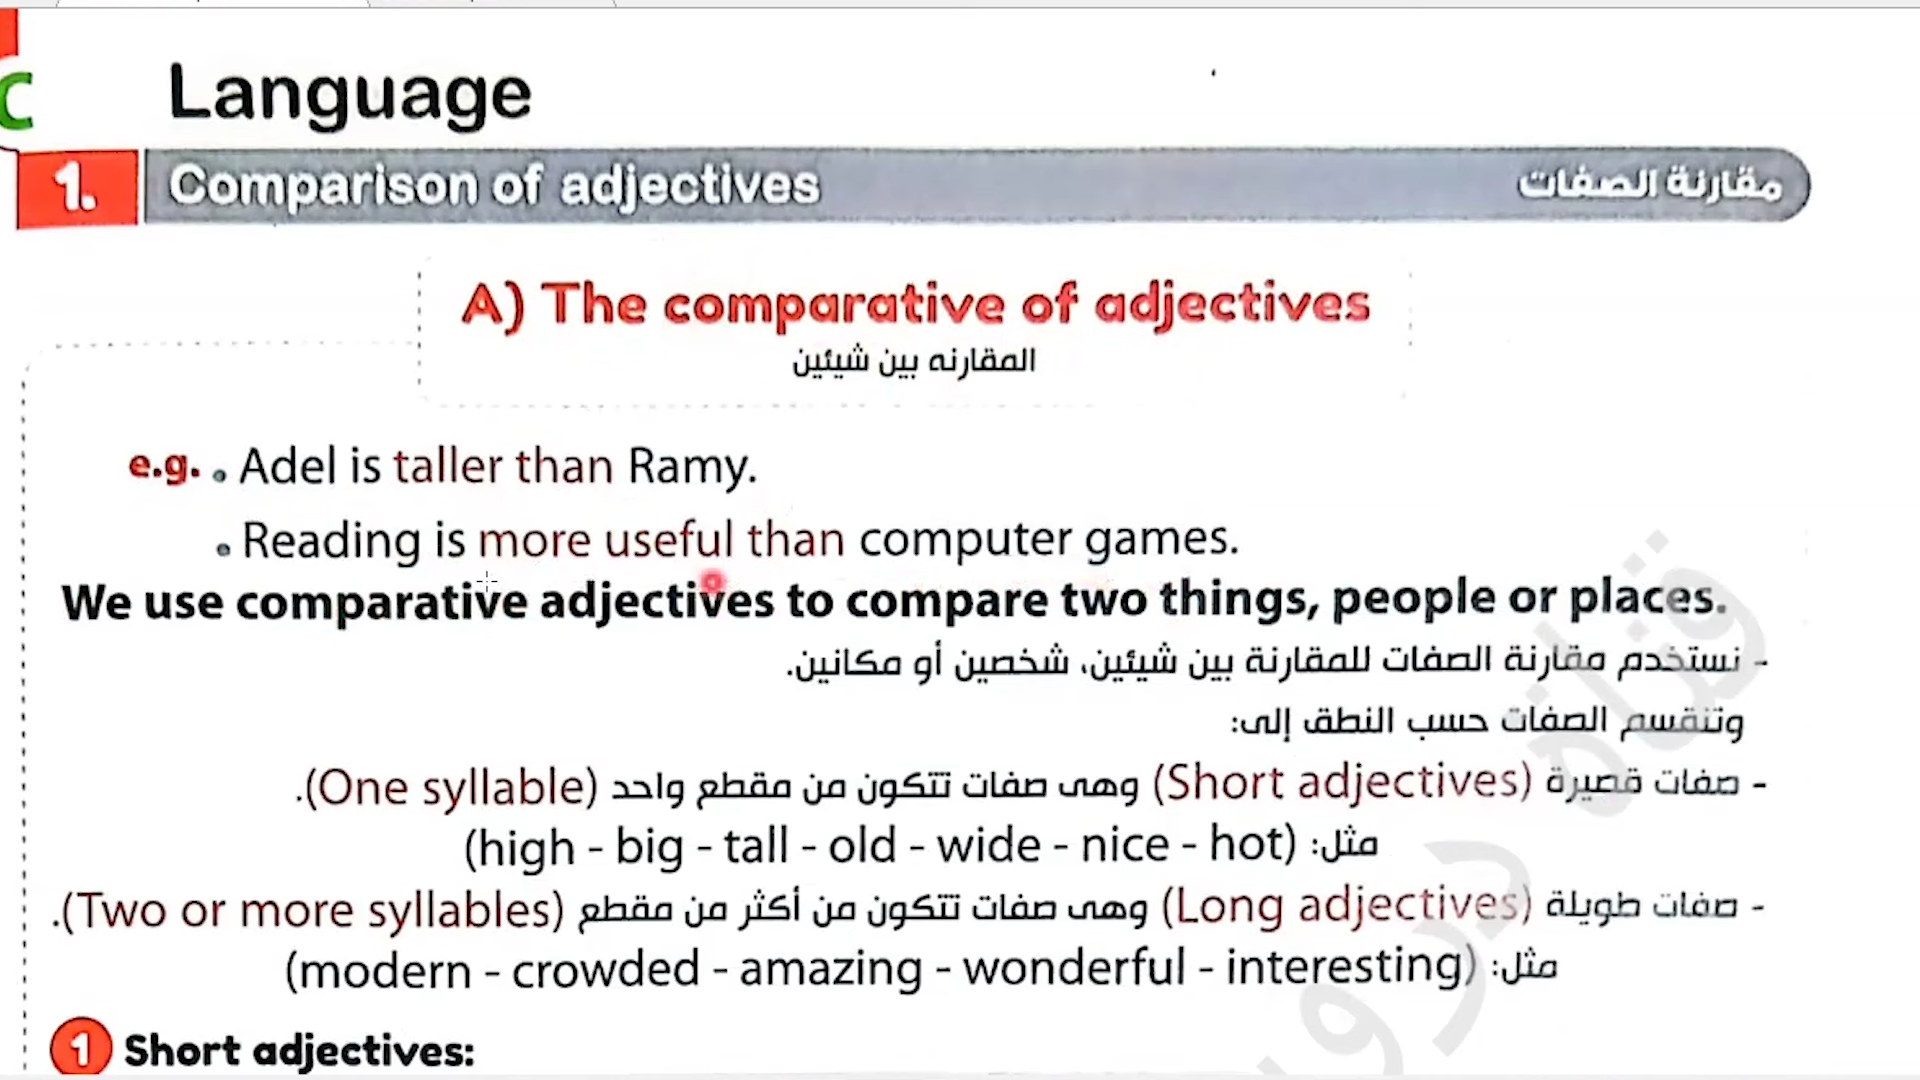 C
Language
1. Comparison of adjectives مقارنة الصفات
A) The comparative of adjectives
المقارنه بين شيئين
e.g. • Adel is taller than Ramy.
• Reading is more useful than computer games.
We use comparative adjectives to compare two things, people or places.
- نستخدم مقارنة الصفات للمقارنة بين شيئين، شخصين أو مكانين.
وتنقسم الصفات حسب النطق إلى:
- صفات قصيرة (Short adjectives) وهى صفات تتكون من مقطع واحد (One syllable).
مثل: (high - big - tall - old - wide - nice - hot)
- صفات طويلة (Long adjectives) وهى صفات تتكون من أكثر من مقطع (Two or more syllables).
مثل: (modern - crowded - amazing - wonderful - interesting)
1 Short adjectives:
قناة